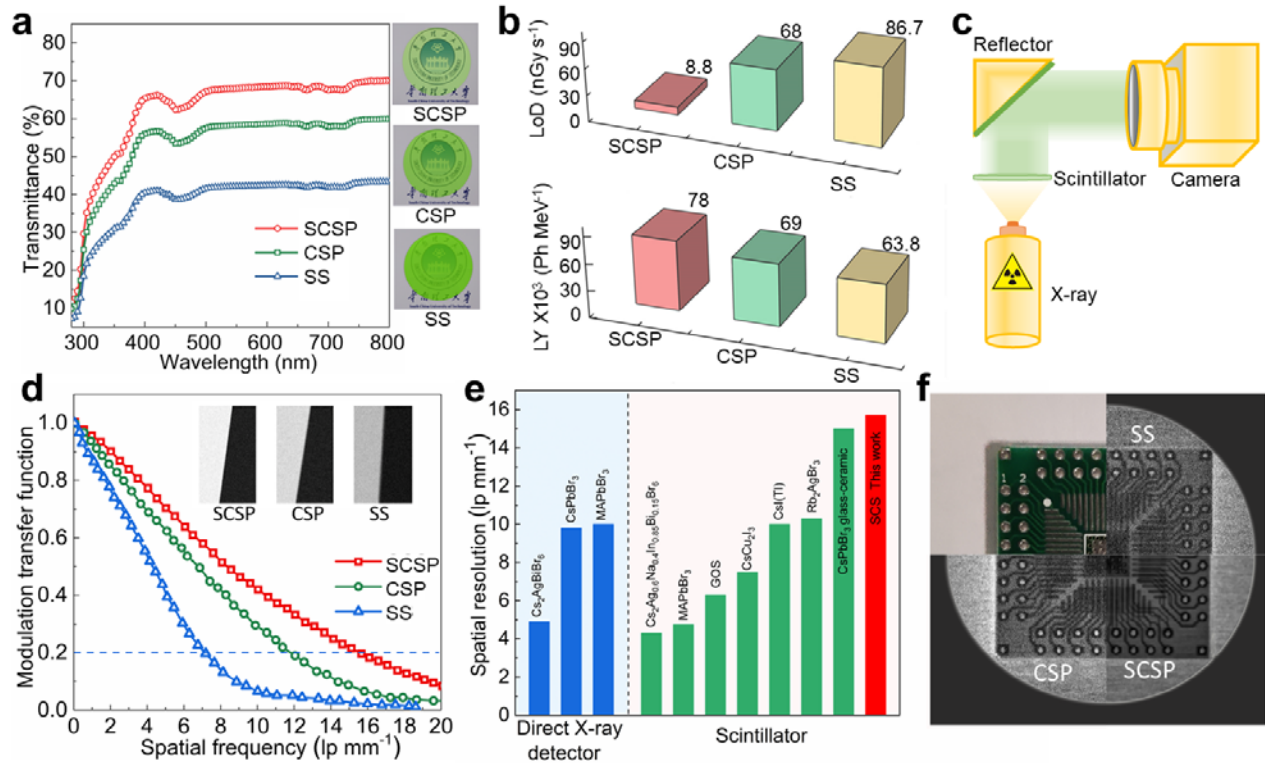 a
Transmittance (%)
70
60
50
40
30
20
10
300
400
500
600
700
800
Wavelength (nm)
SCSP
CSP
SS
SCSP
CSP
SS
b
LoD (nGy s⁻¹)
90
60
30
0
8.8
68
86.7
SCSP
CSP
SS
LY X10³ (Ph MeV⁻¹)
90
60
30
0
78
69
63.8
SCSP
CSP
SS
c
Reflector
Scintillator
Camera
X-ray
d
Modulation transfer function
1.0
0.8
0.6
0.4
0.2
0.0
0
2
4
6
8
10
12
14
16
18
20
Spatial frequency (lp mm⁻¹)
SCSP
CSP
SS
SCSP
CSP
SS
e
Spatial resolution (lp mm⁻¹)
16
14
12
10
8
6
4
2
0
Cs₂AgBiBr₆
CsPbBr₃
MAPbBr₃
Cs₂Ag₀.₆Na₀.₄In₀.₈₅Bi₀.₁₅Br₆
MAPbBr₃
GOS
CsCu₂I₃
CsI(Tl)
Rb₂AgBr₃
CsPbBr₃ glass-ceramic
SCS This work
Direct X-ray
detector
Scintillator
f
SS
1 2
CSP
SCSP